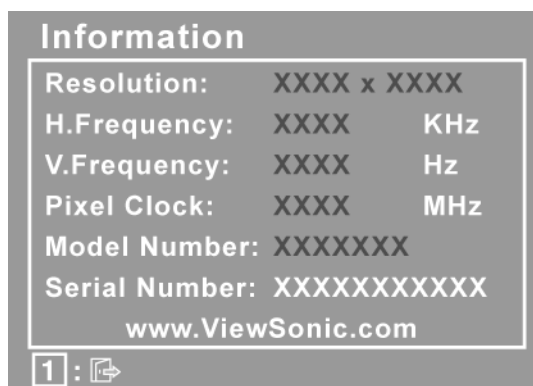 Information
Resolution: XXXX x XXXX
H.Frequency: XXXX KHz
V.Frequency: XXXX Hz
Pixel Clock: XXXX MHz
Model Number: XXXXXXX
Serial Number: XXXXXXXXXXX
www.ViewSonic.com
1 :